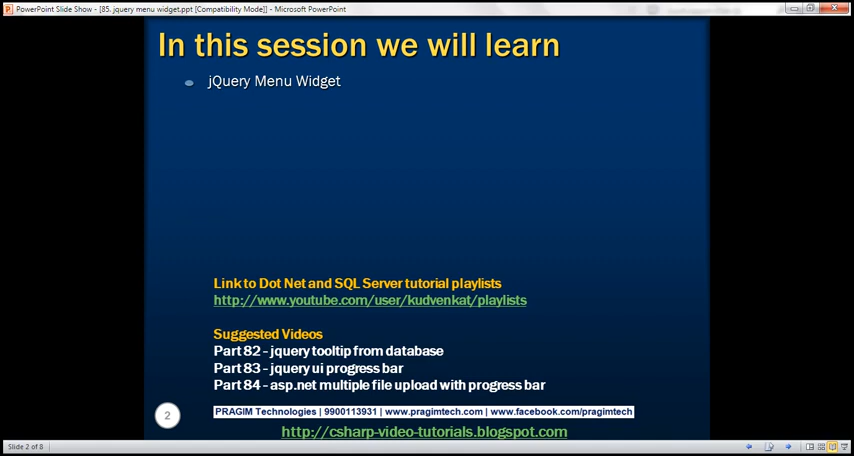 PowerPoint Slide Show - [85. jquery menu widget.ppt [Compatibility Mode]] - Microsoft PowerPoint
In this session we will learn
jQuery Menu Widget
Link to Dot Net and SQL Server tutorial playlists
http://www.youtube.com/user/kudvenkat/playlists
Suggested Videos
Part 82 - jquery tooltip from database
Part 83 - jquery ui progress bar
Part 84 - asp.net multiple file upload with progress bar
2
PRAGIM Technologies | 9900113931 | www.pragimtech.com | www.facebook.com/pragimtech
http://csharp-video-tutorials.blogspot.com
Slide 2 of 8